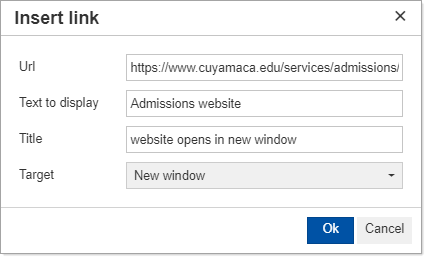 Insert link
Url https://www.cuyamaca.edu/services/admissions/
Text to display Admissions website
Title website opens in new window
Target New window
Ok Cancel